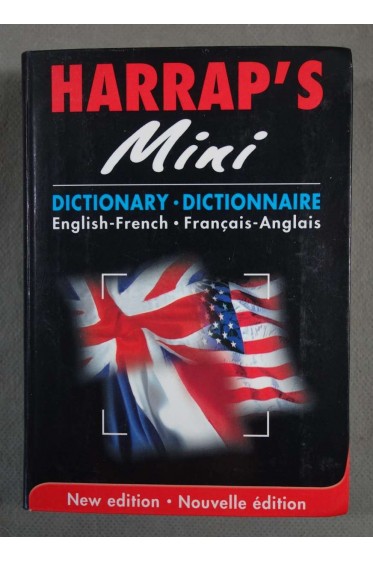 HARRAP'S
Mini
DICTIONARY • DICTIONNAIRE
English-French • Français-Anglais
New edition • Nouvelle édition